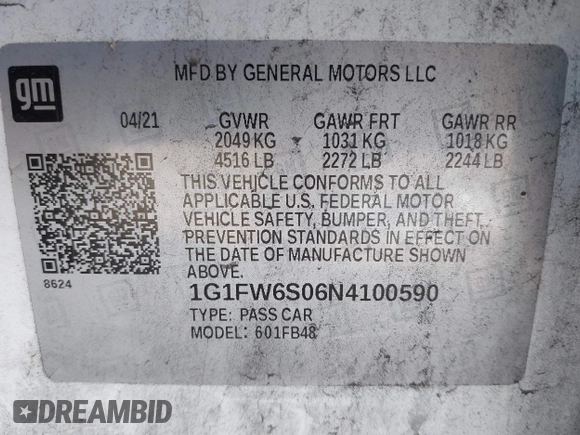 gm
MFD BY GENERAL MOTORS LLC
04/21 GVWR GAWR FRT GAWR RR
2049 KG 1031 KG 1018 KG
4516 LB 2272 LB 2244 LB
THIS VEHICLE CONFORMS TO ALL
APPLICABLE U.S. FEDERAL MOTOR
VEHICLE SAFETY, BUMPER, AND THEFT
PREVENTION STANDARDS IN EFFECT ON
THE DATE OF MANUFACTURE SHOWN
ABOVE.
8624
1G1FW6S06N4100590
TYPE: PASS CAR
MODEL: 601FB48
DREAMBID